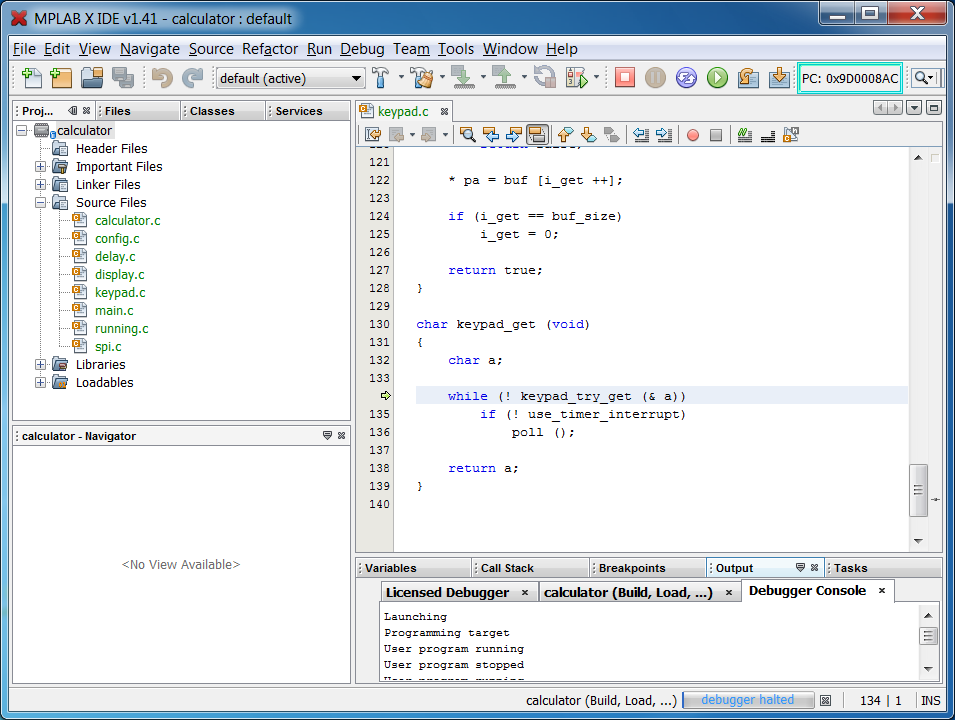 MPLAB X IDE v1.41 - calculator : default
File Edit View Navigate Source Refactor Run Debug Team Tools Window Help
default (active)
PC: 0x9D0008AC
Proj...
Files
Classes
Services
calculator
Header Files
Important Files
Linker Files
Source Files
calculator.c
config.c
delay.c
display.c
keypad.c
main.c
running.c
spi.c
Libraries
Loadables
calculator - Navigator
<No View Available>
keypad.c
121
122 * pa = buf [i_get ++];
123
124 if (i_get == buf_size)
125 i_get = 0;
126
127 return true;
128 }
129
130 char keypad_get (void)
131 {
132 char a;
133
while (! keypad_try_get (& a))
135 if (! use_timer_interrupt)
136 poll ();
137
138 return a;
139 }
140
Variables
Call Stack
Breakpoints
Output
Tasks
Licensed Debugger
calculator (Build, Load, ...)
Debugger Console
Launching
Programming target
User program running
User program stopped
calculator (Build, Load, ...)
debugger halted
134 | 1
INS